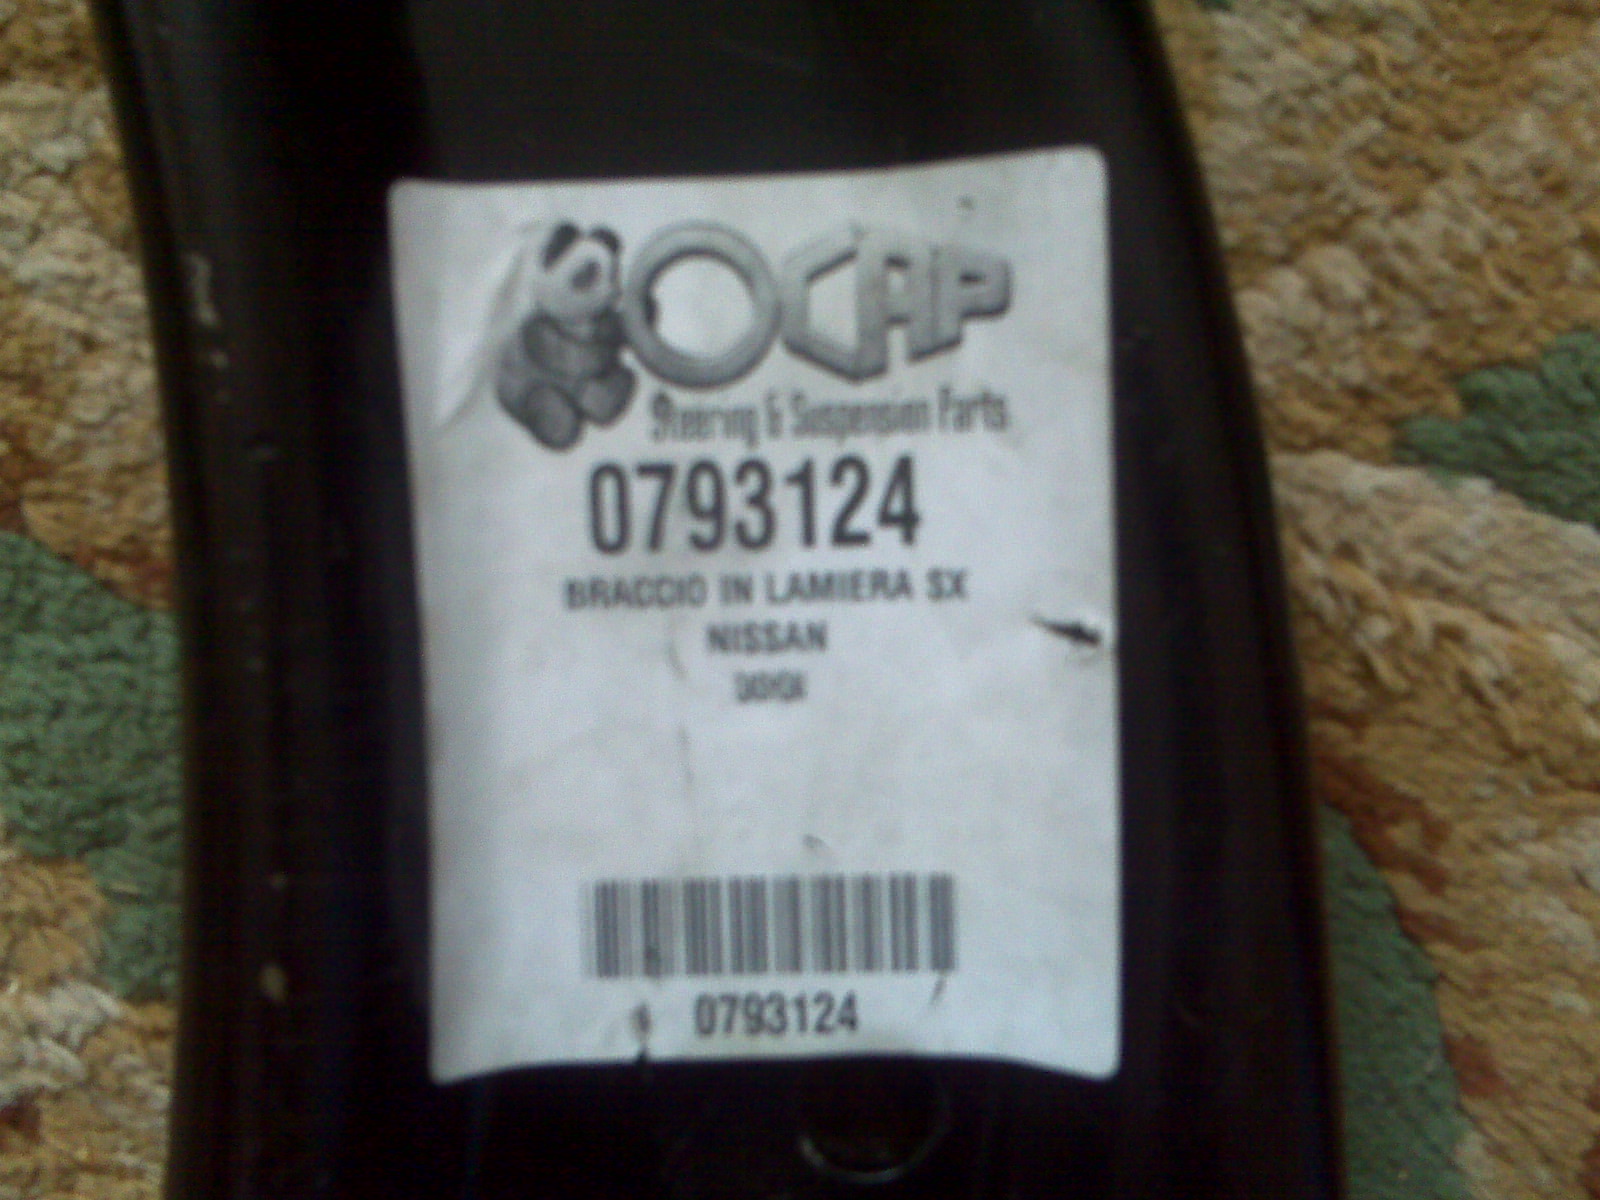 OCAP
Steering & Suspension Parts
0793124
BRACCIO IN LAMIERA SX
NISSAN
0793124